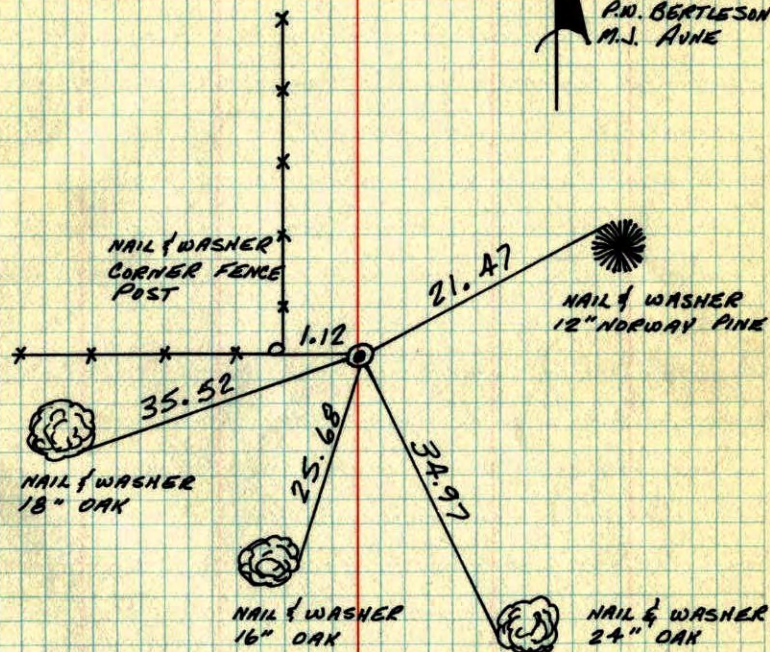 P.W. BERTLESON
M.J. AUNE
NAIL & WASHER
CORNER FENCE
POST
1.12
21.47
NAIL & WASHER
12" NORWAY PINE
35.52
25.68
34.97
NAIL & WASHER
18" OAK
NAIL & WASHER
16" OAK
NAIL & WASHER
24" OAK